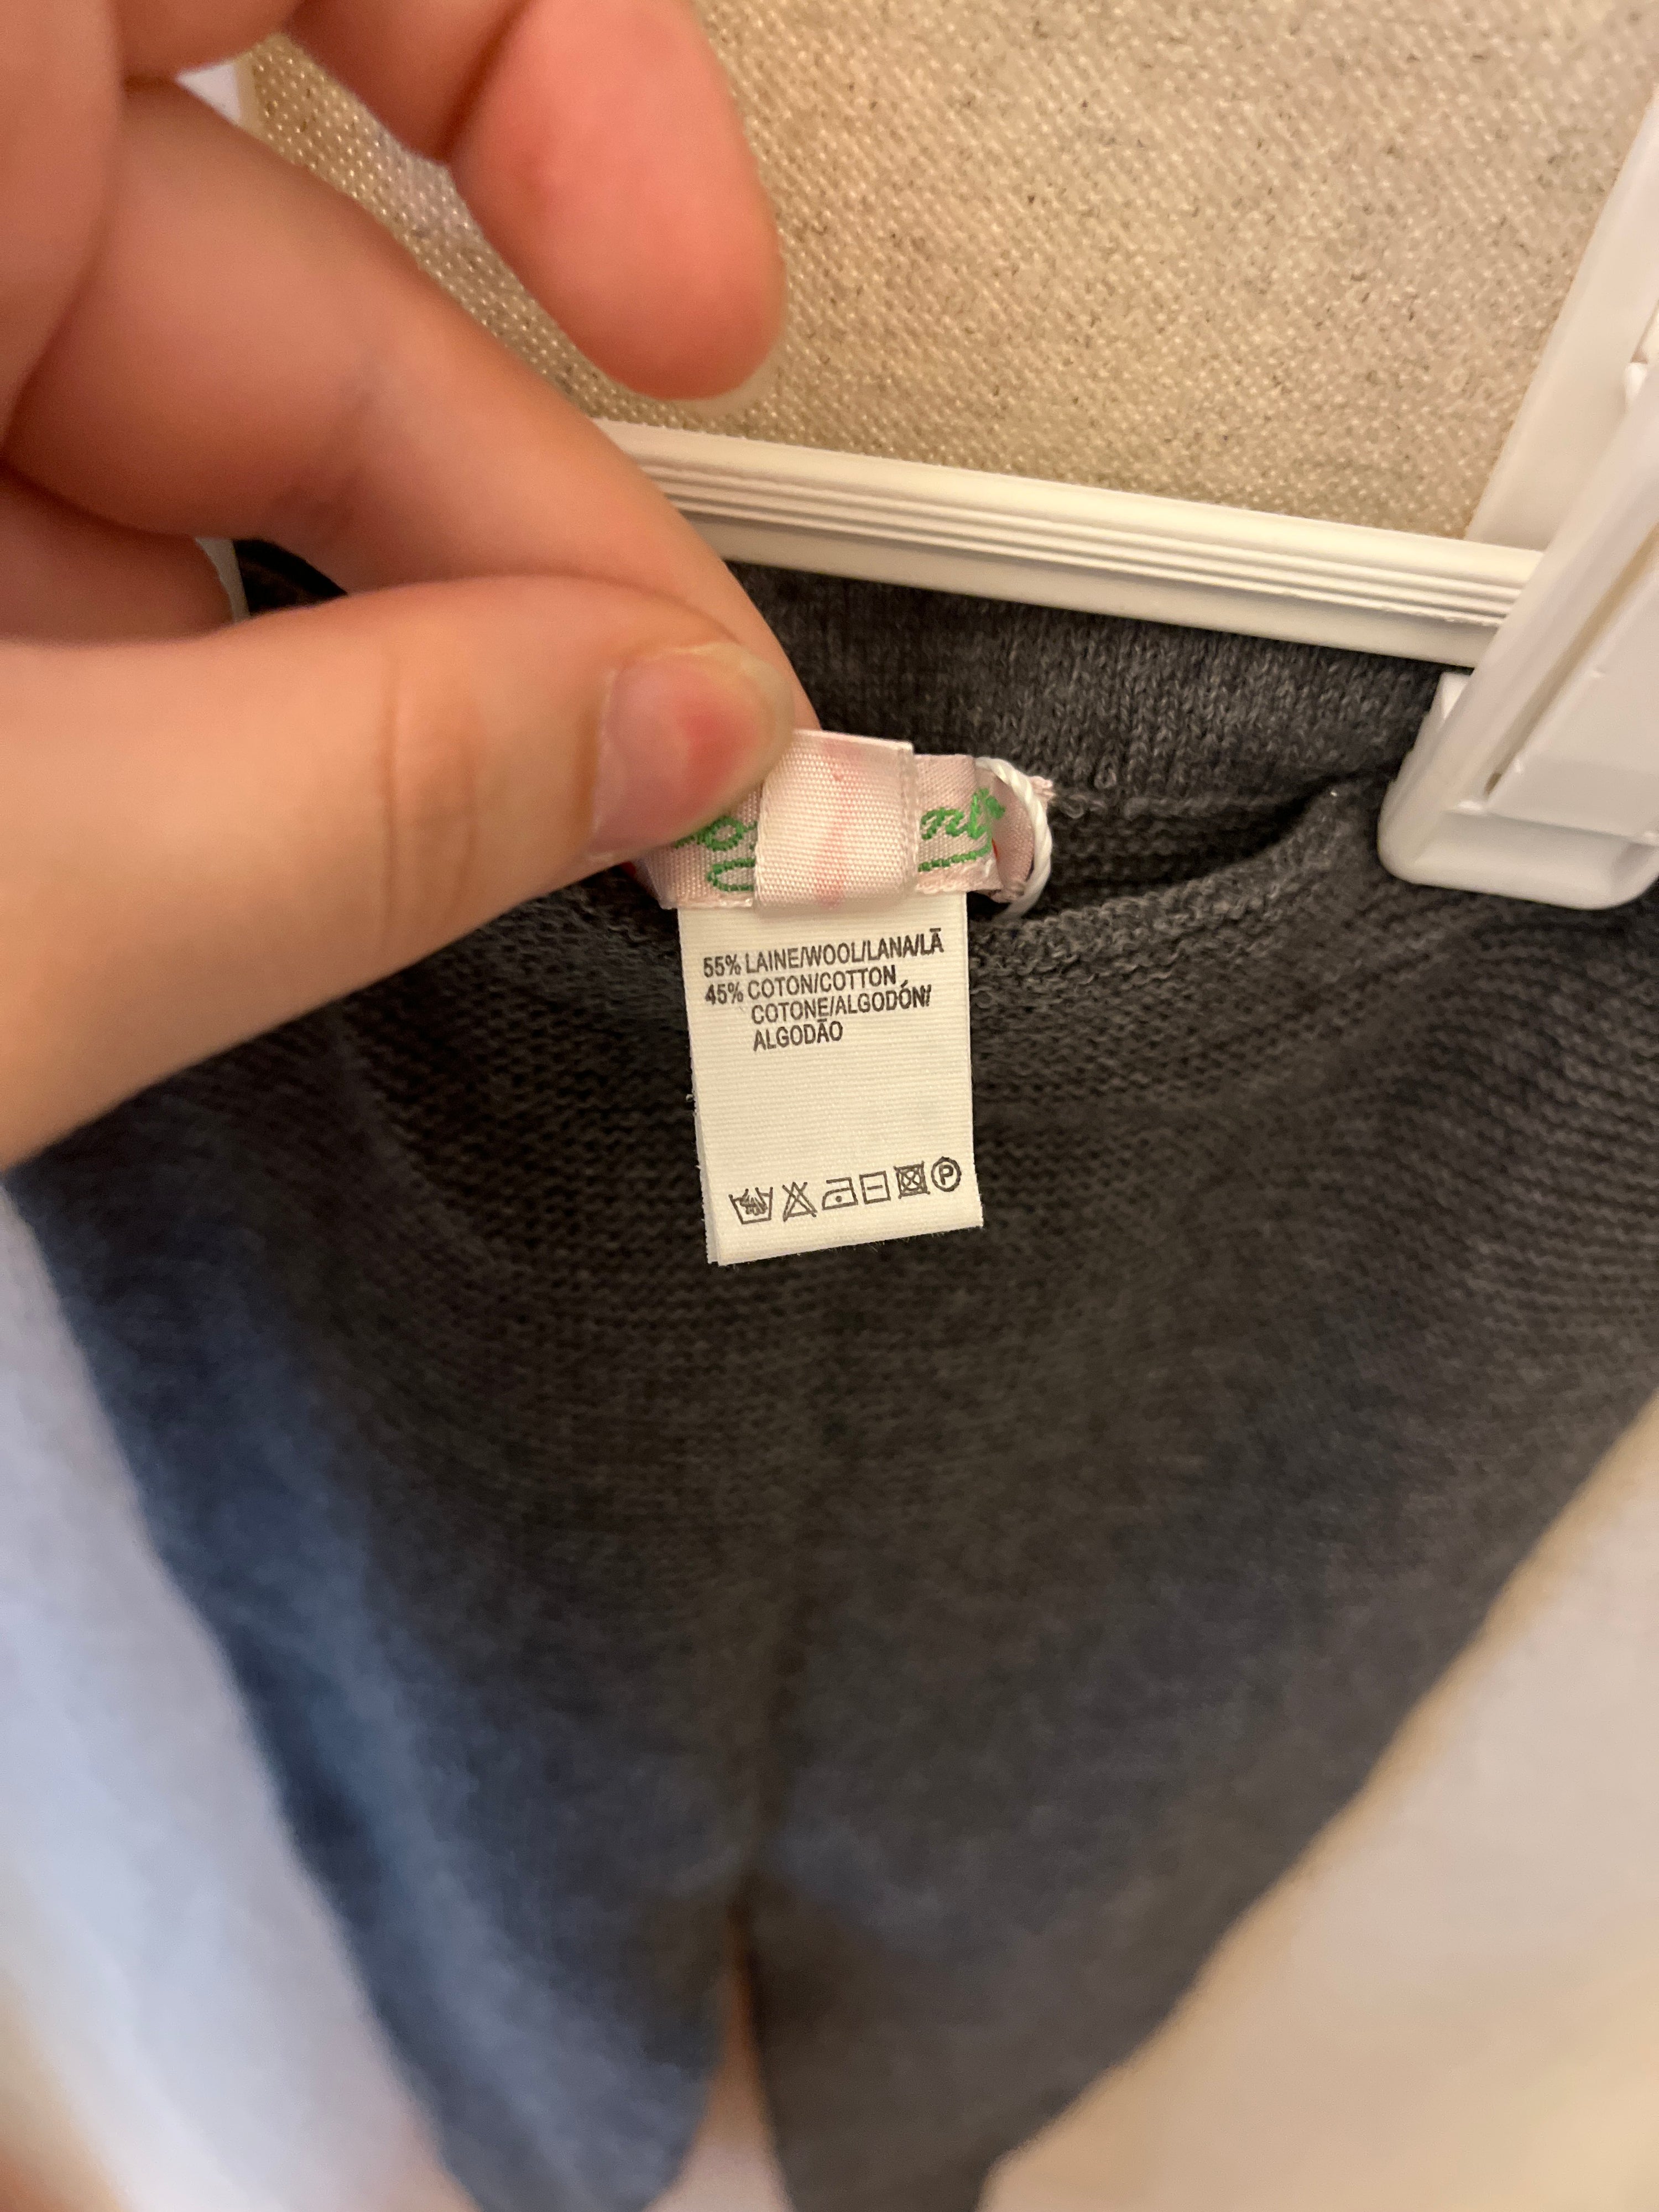 55% LAINE/WOOL/LANA/LÃ
45% COTON/COTTON
COTONE/ALGODÓN/
ALGODÃO
P